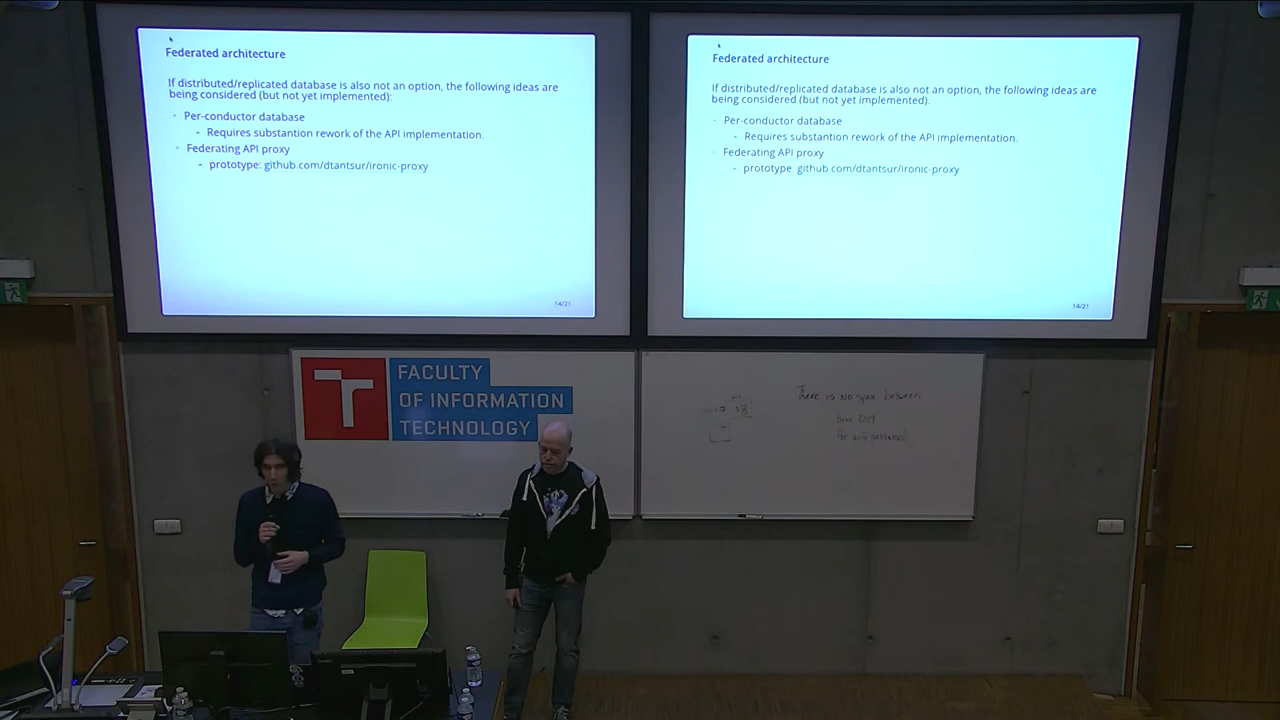 Federated architecture
If distributed/replicated database is also not an option, the following ideas are
being considered (but not yet implemented):
- Per-conductor database
- Requires substantion rework of the API implementation.
- Federating API proxy
- prototype: github.com/dtantsur/ironic-proxy
14/21
Federated architecture
If distributed/replicated database is also not an option, the following ideas are
being considered (but not yet implemented).
- Per-conductor database
- Requires substantion rework of the API implementation.
Federating API proxy
- prototype github.com/dtantsur/ironic-proxy
14/21
FACULTY
OF INFORMATION
TECHNOLOGY
There is no space between